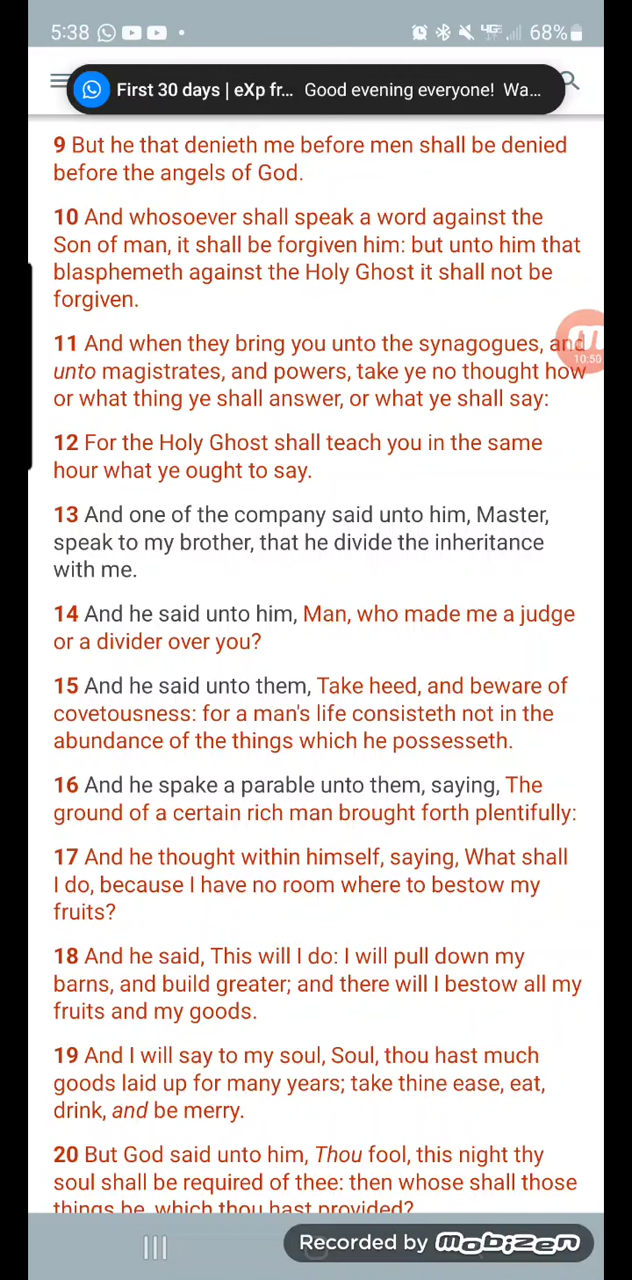 5:38
4GE 68%
First 30 days | eXp fr... Good evening everyone! Wa...
9 But he that denieth me before men shall be denied
before the angels of God.
10 And whosoever shall speak a word against the
Son of man, it shall be forgiven him: but unto him that
blasphemeth against the Holy Ghost it shall not be
forgiven.
11 And when they bring you unto the synagogues, and
10:50
unto magistrates, and powers, take ye no thought how
or what thing ye shall answer, or what ye shall say:
12 For the Holy Ghost shall teach you in the same
hour what ye ought to say.
13 And one of the company said unto him, Master,
speak to my brother, that he divide the inheritance
with me.
14 And he said unto him, Man, who made me a judge
or a divider over you?
15 And he said unto them, Take heed, and beware of
covetousness: for a man's life consisteth not in the
abundance of the things which he possesseth.
16 And he spake a parable unto them, saying, The
ground of a certain rich man brought forth plentifully:
17 And he thought within himself, saying, What shall
I do, because I have no room where to bestow my
fruits?
18 And he said, This will I do: I will pull down my
barns, and build greater; and there will I bestow all my
fruits and my goods.
19 And I will say to my soul, Soul, thou hast much
goods laid up for many years; take thine ease, eat,
drink, and be merry.
20 But God said unto him, Thou fool, this night thy
soul shall be required of thee: then whose shall those
things be, which thou hast provided?
Recorded by mobizen